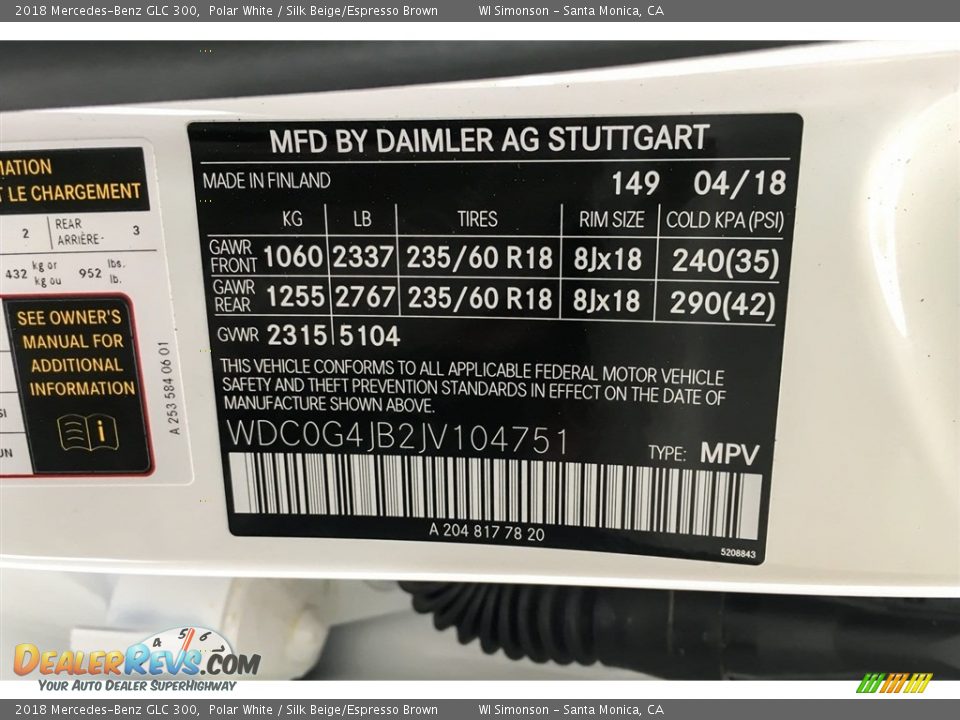 2018 Mercedes-Benz GLC 300, Polar White / Silk Beige/Espresso Brown WI Simonson - Santa Monica, CA
MATION
T LE CHARGEMENT
2 REAR ARRIÈRE- 3
432 kg or kg ou 952 lbs. lb.
SEE OWNER'S
MANUAL FOR
ADDITIONAL
INFORMATION
i
SI
UN
A 253 584 06 01
MFD BY DAIMLER AG STUTTGART
MADE IN FINLAND 149 04/18
KG LB TIRES RIM SIZE COLD KPA (PSI)
GAWR FRONT 1060 2337 235/60 R18 8Jx18 240(35)
GAWR REAR 1255 2767 235/60 R18 8Jx18 290(42)
GVWR 2315 5104
THIS VEHICLE CONFORMS TO ALL APPLICABLE FEDERAL MOTOR VEHICLE
SAFETY AND THEFT PREVENTION STANDARDS IN EFFECT ON THE DATE OF
MANUFACTURE SHOWN ABOVE.
WDC0G4JB2JV104751 TYPE: MPV
A 204 817 78 20
5208843
4 5 6
DEALERREVS.COM
YOUR AUTO DEALER SUPERHIGHWAY
2018 Mercedes-Benz GLC 300, Polar White / Silk Beige/Espresso Brown WI Simonson - Santa Monica, CA